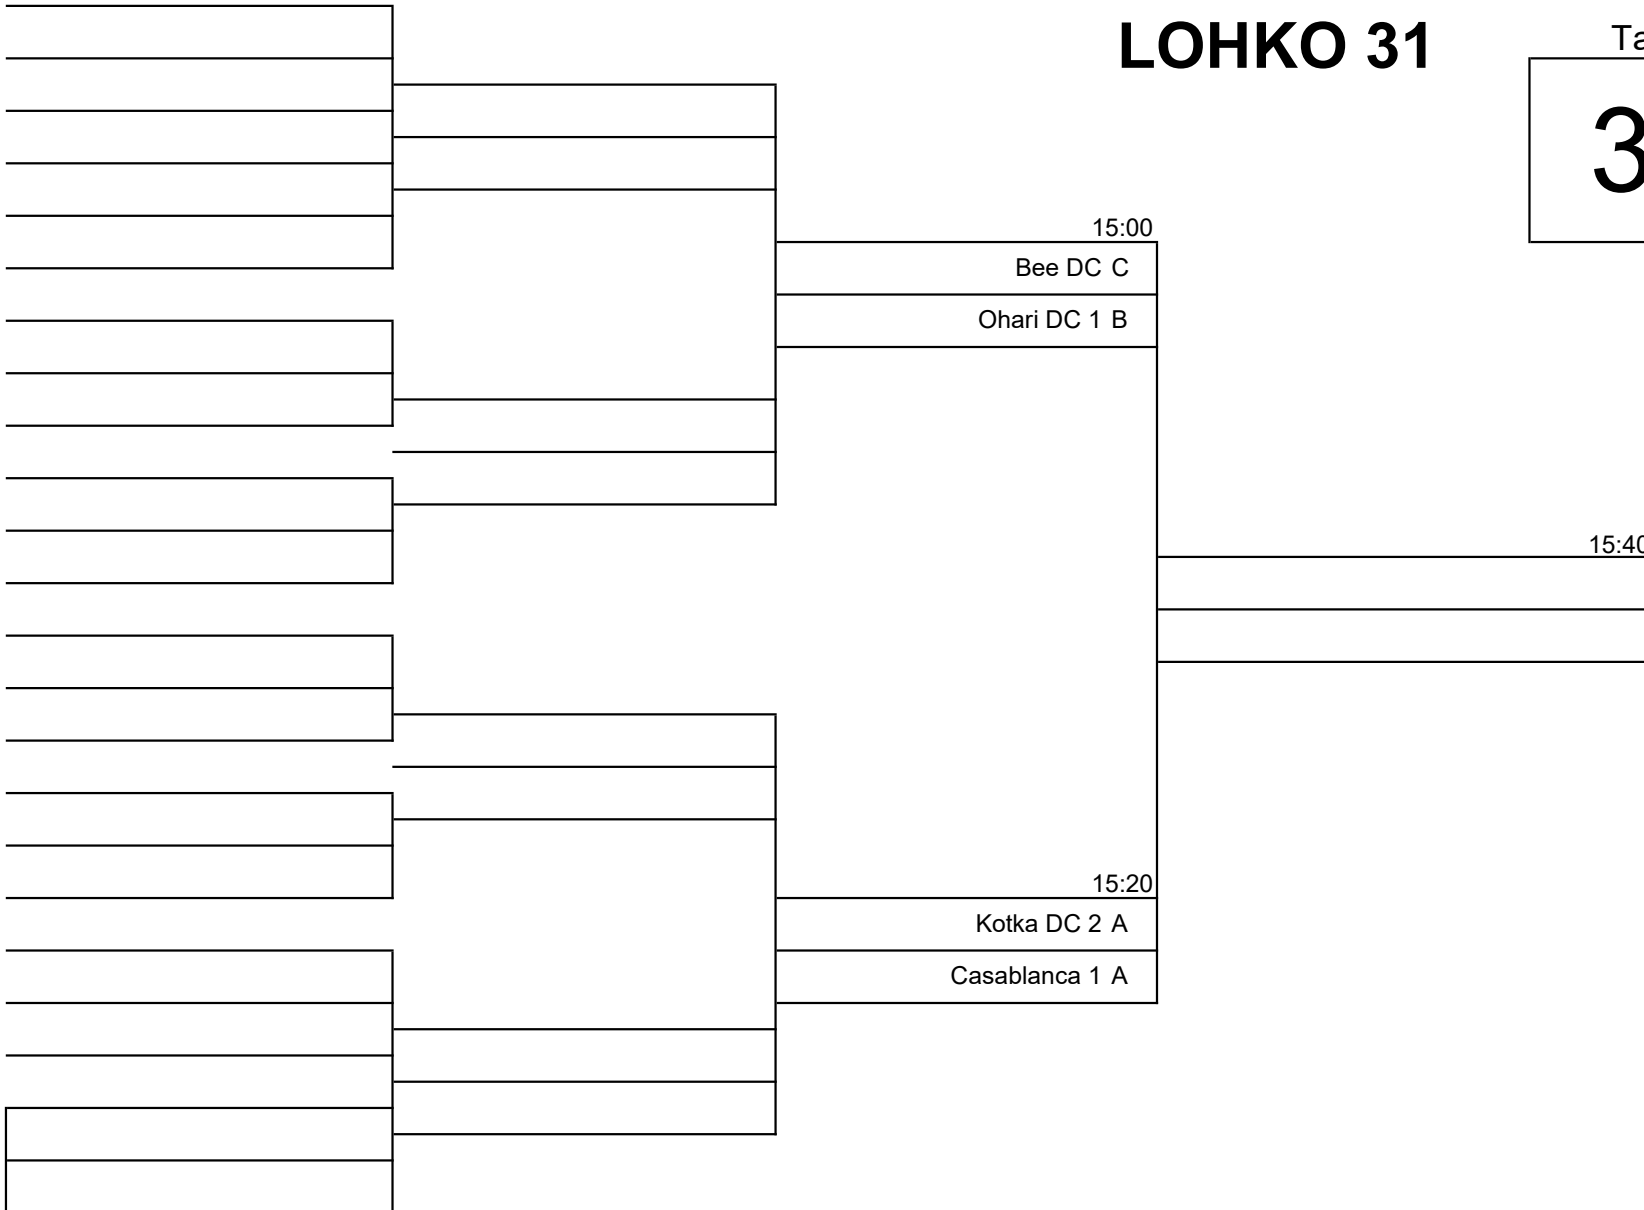 LOHKO 31
Ta
3
15:00
Bee DC C
Ohari DC 1 B
15:40
15:20
Kotka DC 2 A
Casablanca 1 A